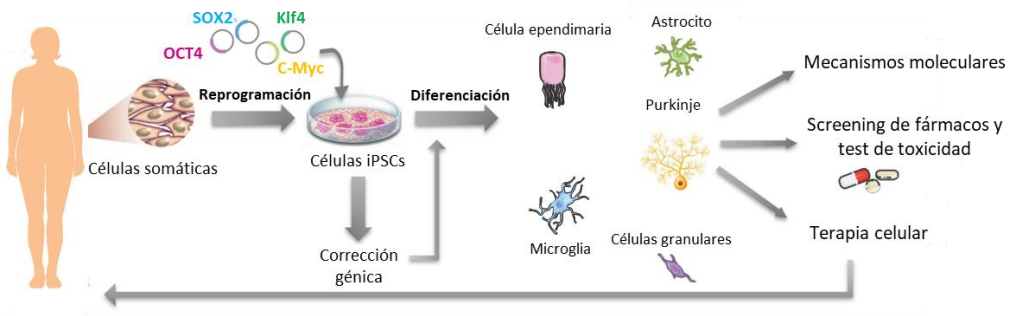 SOX2
Klf4
OCT4
C-Myc
Reprogramación
Células somáticas
Células iPSCs
Diferenciación
Corrección
génica
Célula ependimaria
Astrocito
Purkinje
Microglia
Células granulares
Mecanismos moleculares
Screening de fármacos y
test de toxicidad
Terapia celular